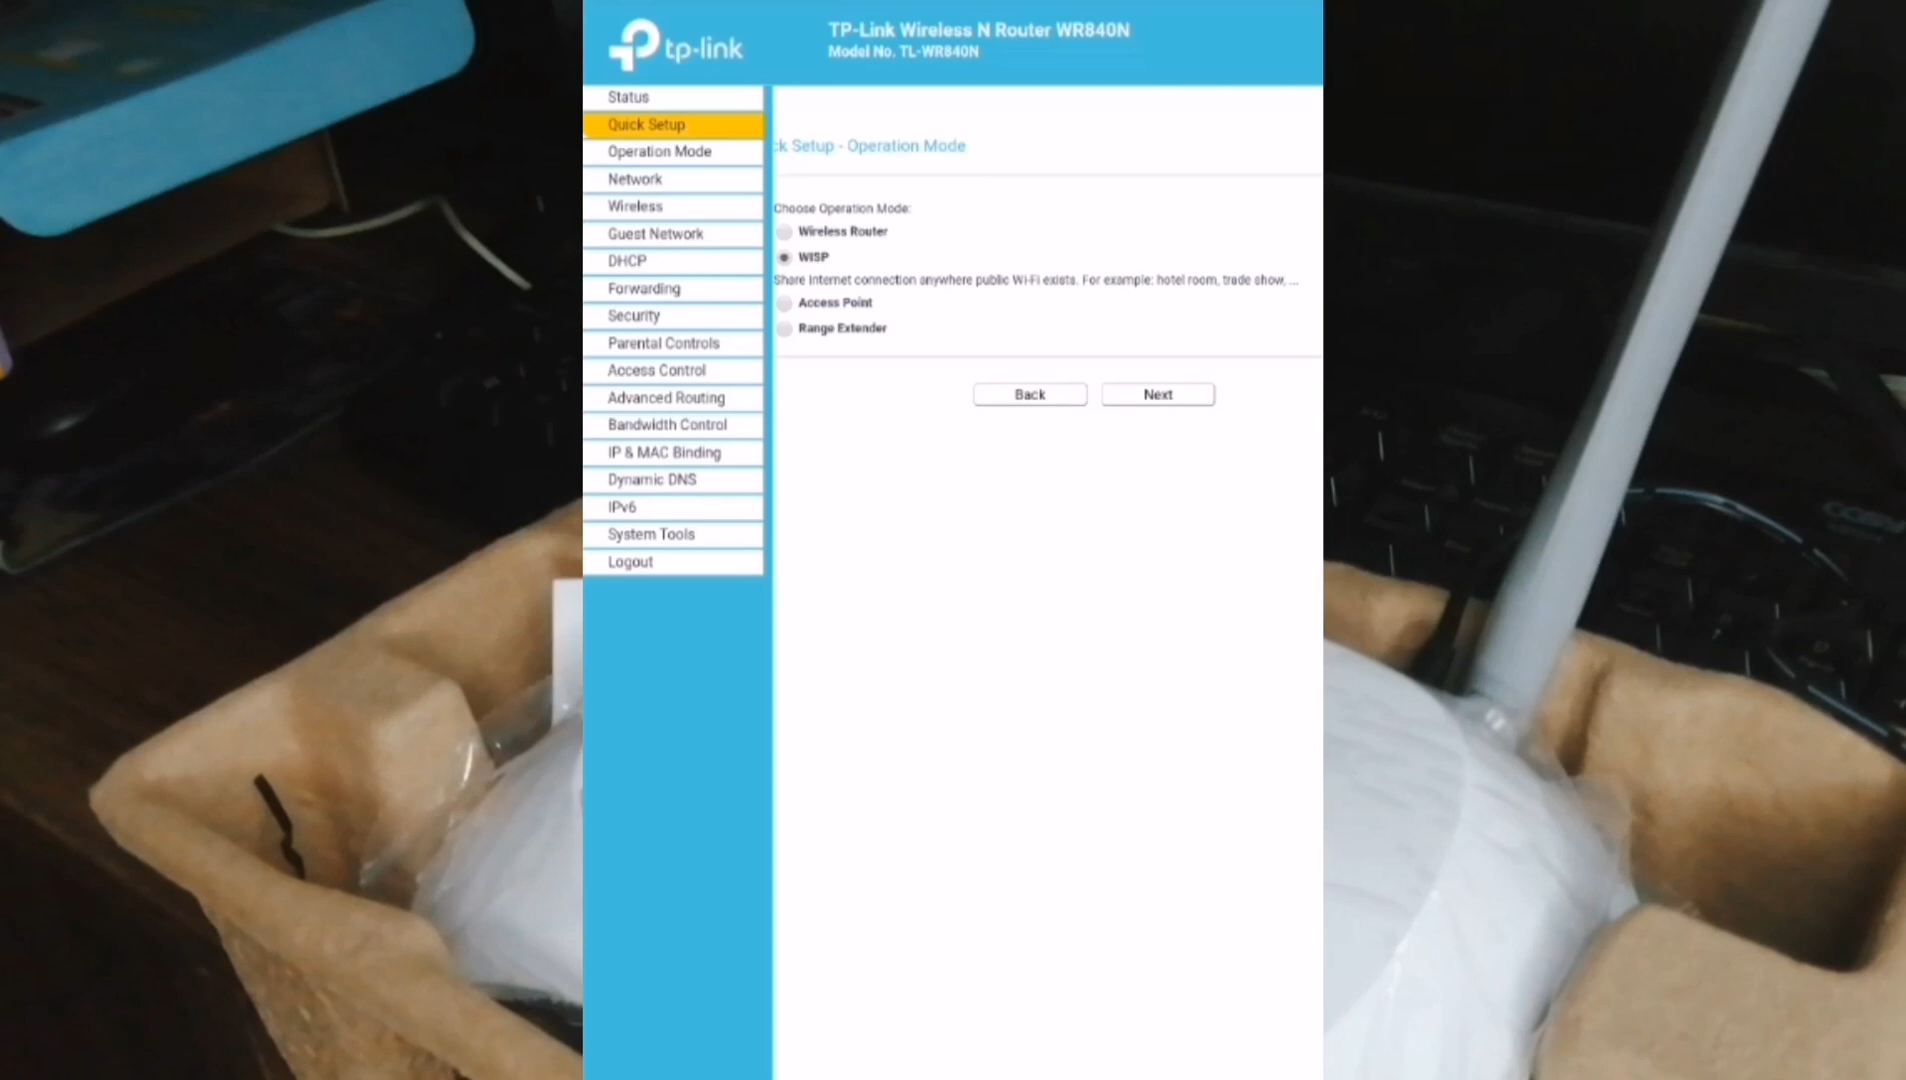 tp-link
TP-Link Wireless N Router WR840N
Model No. TL-WR840N
Status
Quick Setup
Operation Mode
Network
Wireless
Guest Network
DHCP
Forwarding
Security
Parental Controls
Access Control
Advanced Routing
Bandwidth Control
IP & MAC Binding
Dynamic DNS
IPv6
System Tools
Logout
ck Setup - Operation Mode
Choose Operation Mode:
Wireless Router
WISP
Share Internet connection anywhere public Wi-Fi exists. For example: hotel room, trade show, ...
Access Point
Range Extender
Back Next